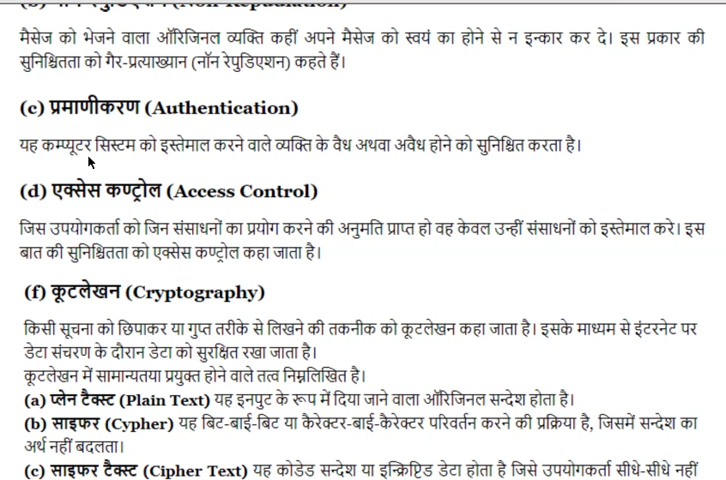 मैसेज को भेजने वाला ऑरिजिनल व्यक्ति कहीं अपने मैसेज को स्वयं का होने से न इन्कार कर दे। इस प्रकार की
सुनिश्चितता को गैर-प्रत्याख्यान (नॉन रेपुडिएशन) कहते हैं।
(c) प्रमाणीकरण (Authentication)
यह कम्प्यूटर सिस्टम को इस्तेमाल करने वाले व्यक्ति के वैध अथवा अवैध होने को सुनिश्चित करता है।
(d) एक्सेस कण्ट्रोल (Access Control)
जिस उपयोगकर्ता को जिन संसाधनों का प्रयोग करने की अनुमति प्राप्त हो वह केवल उन्हीं संसाधनों को इस्तेमाल करे। इस
बात की सुनिश्चितता को एक्सेस कण्ट्रोल कहा जाता है।
(f) कूटलेखन (Cryptography)
किसी सूचना को छिपाकर या गुप्त तरीके से लिखने की तकनीक को कूटलेखन कहा जाता है। इसके माध्यम से इंटरनेट पर
डेटा संचरण के दौरान डेटा को सुरक्षित रखा जाता है।
कूटलेखन में सामान्यतया प्रयुक्त होने वाले तत्व निम्नलिखित है।
(a) प्लेन टैक्स्ट (Plain Text) यह इनपुट के रूप में दिया जाने वाला ऑरिजिनल सन्देश होता है।
(b) साइफर (Cypher) यह बिट-बाई-बिट या कैरेक्टर-बाई-कैरेक्टर परिवर्तन करने की प्रक्रिया है, जिसमें सन्देश का
अर्थ नहीं बदलता।
(c) साइफर टैक्स्ट (Cipher Text) यह कोडेड सन्देश या इन्क्रिप्टिड डेटा होता है जिसे उपयोगकर्ता सीधे-सीधे नहीं